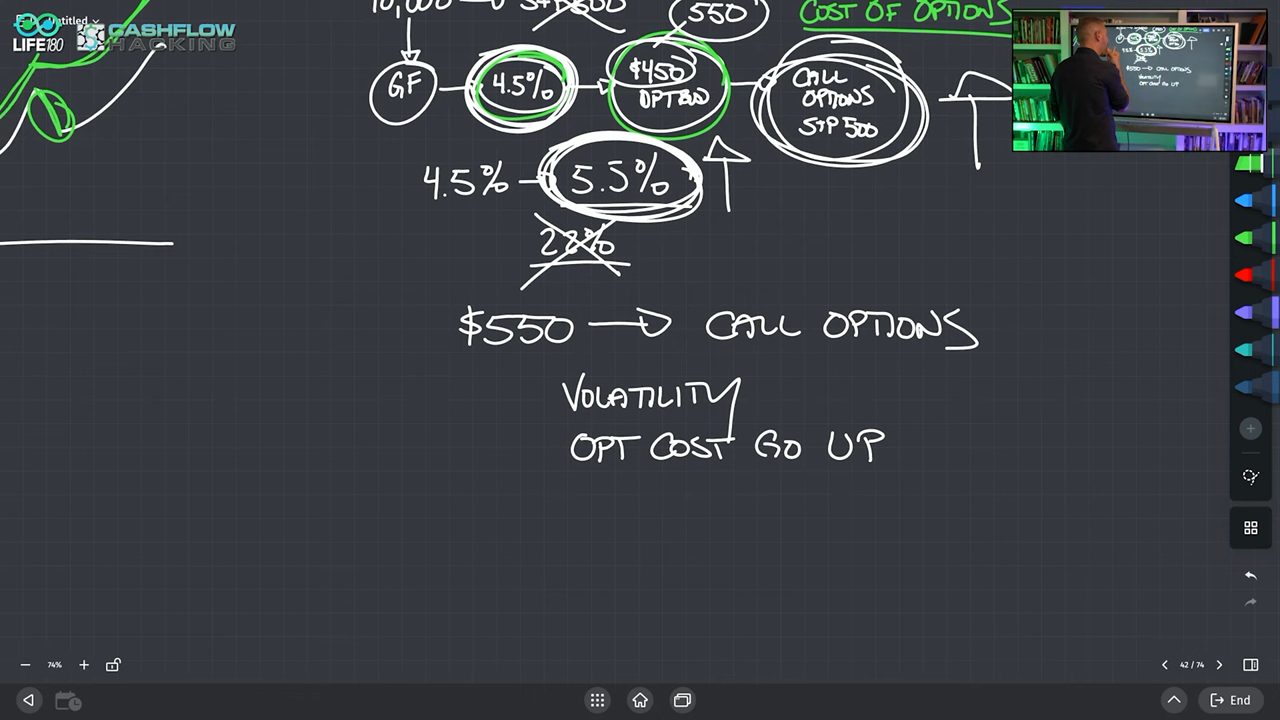 Untitled
LIFE180
CASHFLOW
HACKING
10,000
550
COST OF OPTIONS
GF
4.5%
$450
OPTION
CALL
OPTIONS
S+P 500
4.5%
5.5%
$550 → CALL OPTIONS
VOLATILITY
OPT COST GO UP
74%
42 / 74
End